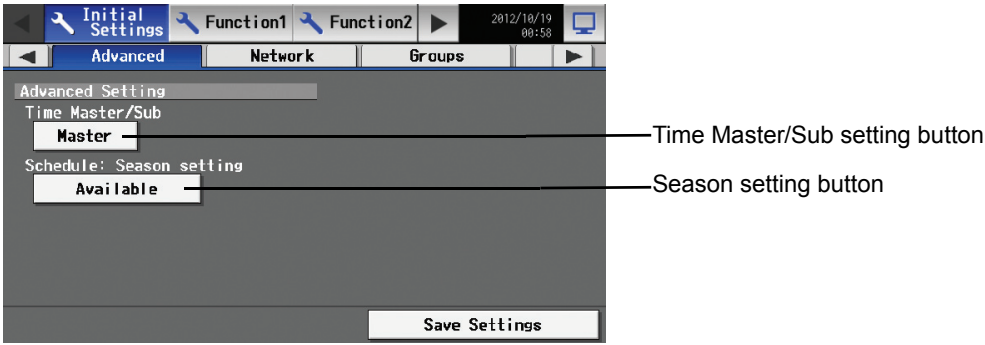 Initial Settings
Function1
Function2
2012/10/19
00:58
Advanced
Network
Groups
Advanced Setting
Time Master/Sub
Master
Time Master/Sub setting button
Schedule: Season setting
Available
Season setting button
Save Settings